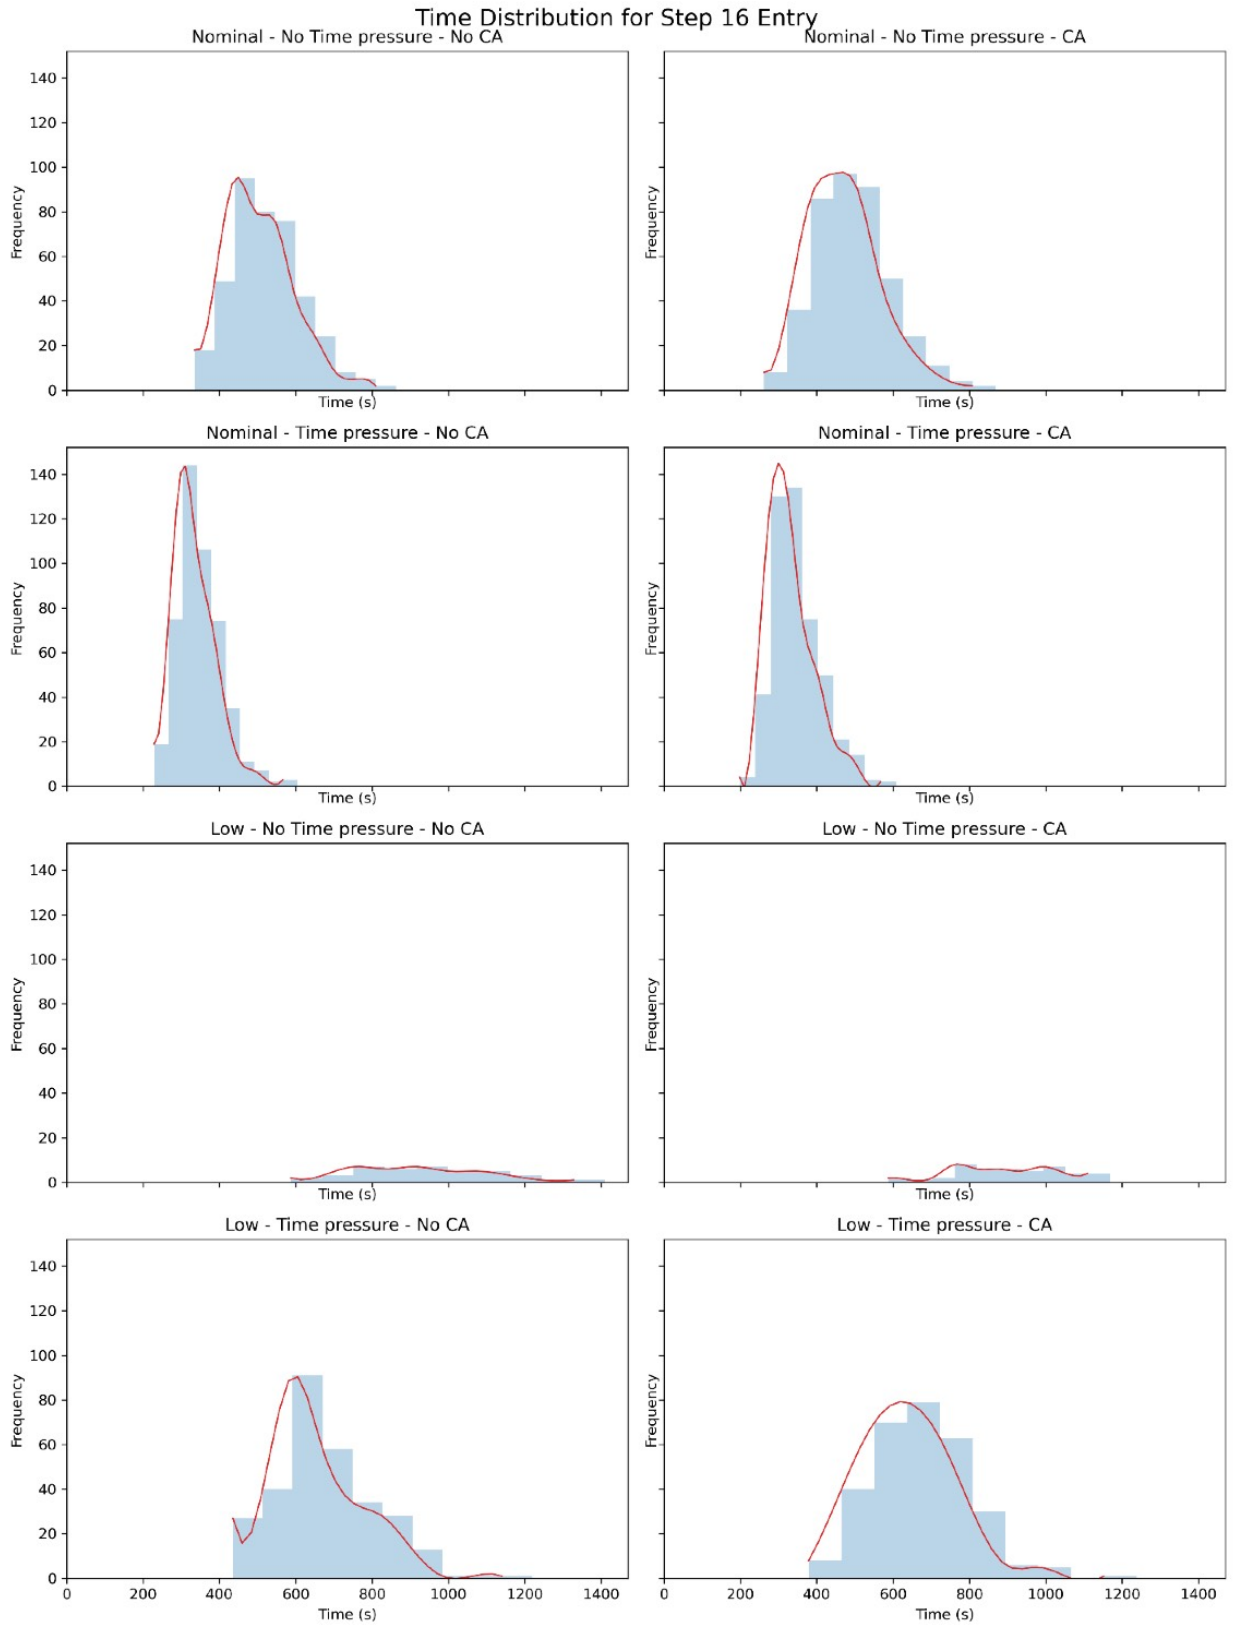 Time Distribution for Step 16 Entry
Nominal - No Time pressure - No CA
Nominal - No Time pressure - CA
140
120
100
80
60
40
20
0
Frequency
Time (s)
Frequency
Time (s)
Nominal - Time pressure - No CA
Nominal - Time pressure - CA
140
120
100
80
60
40
20
0
Frequency
Time (s)
Frequency
Time (s)
Low - No Time pressure - No CA
Low - No Time pressure - CA
140
120
100
80
60
40
20
0
Frequency
Time (s)
Frequency
Time (s)
Low - Time pressure - No CA
Low - Time pressure - CA
140
120
100
80
60
40
20
0
Frequency
0 200 400 600 800 1000 1200 1400
Time (s)
Frequency
0 200 400 600 800 1000 1200 1400
Time (s)